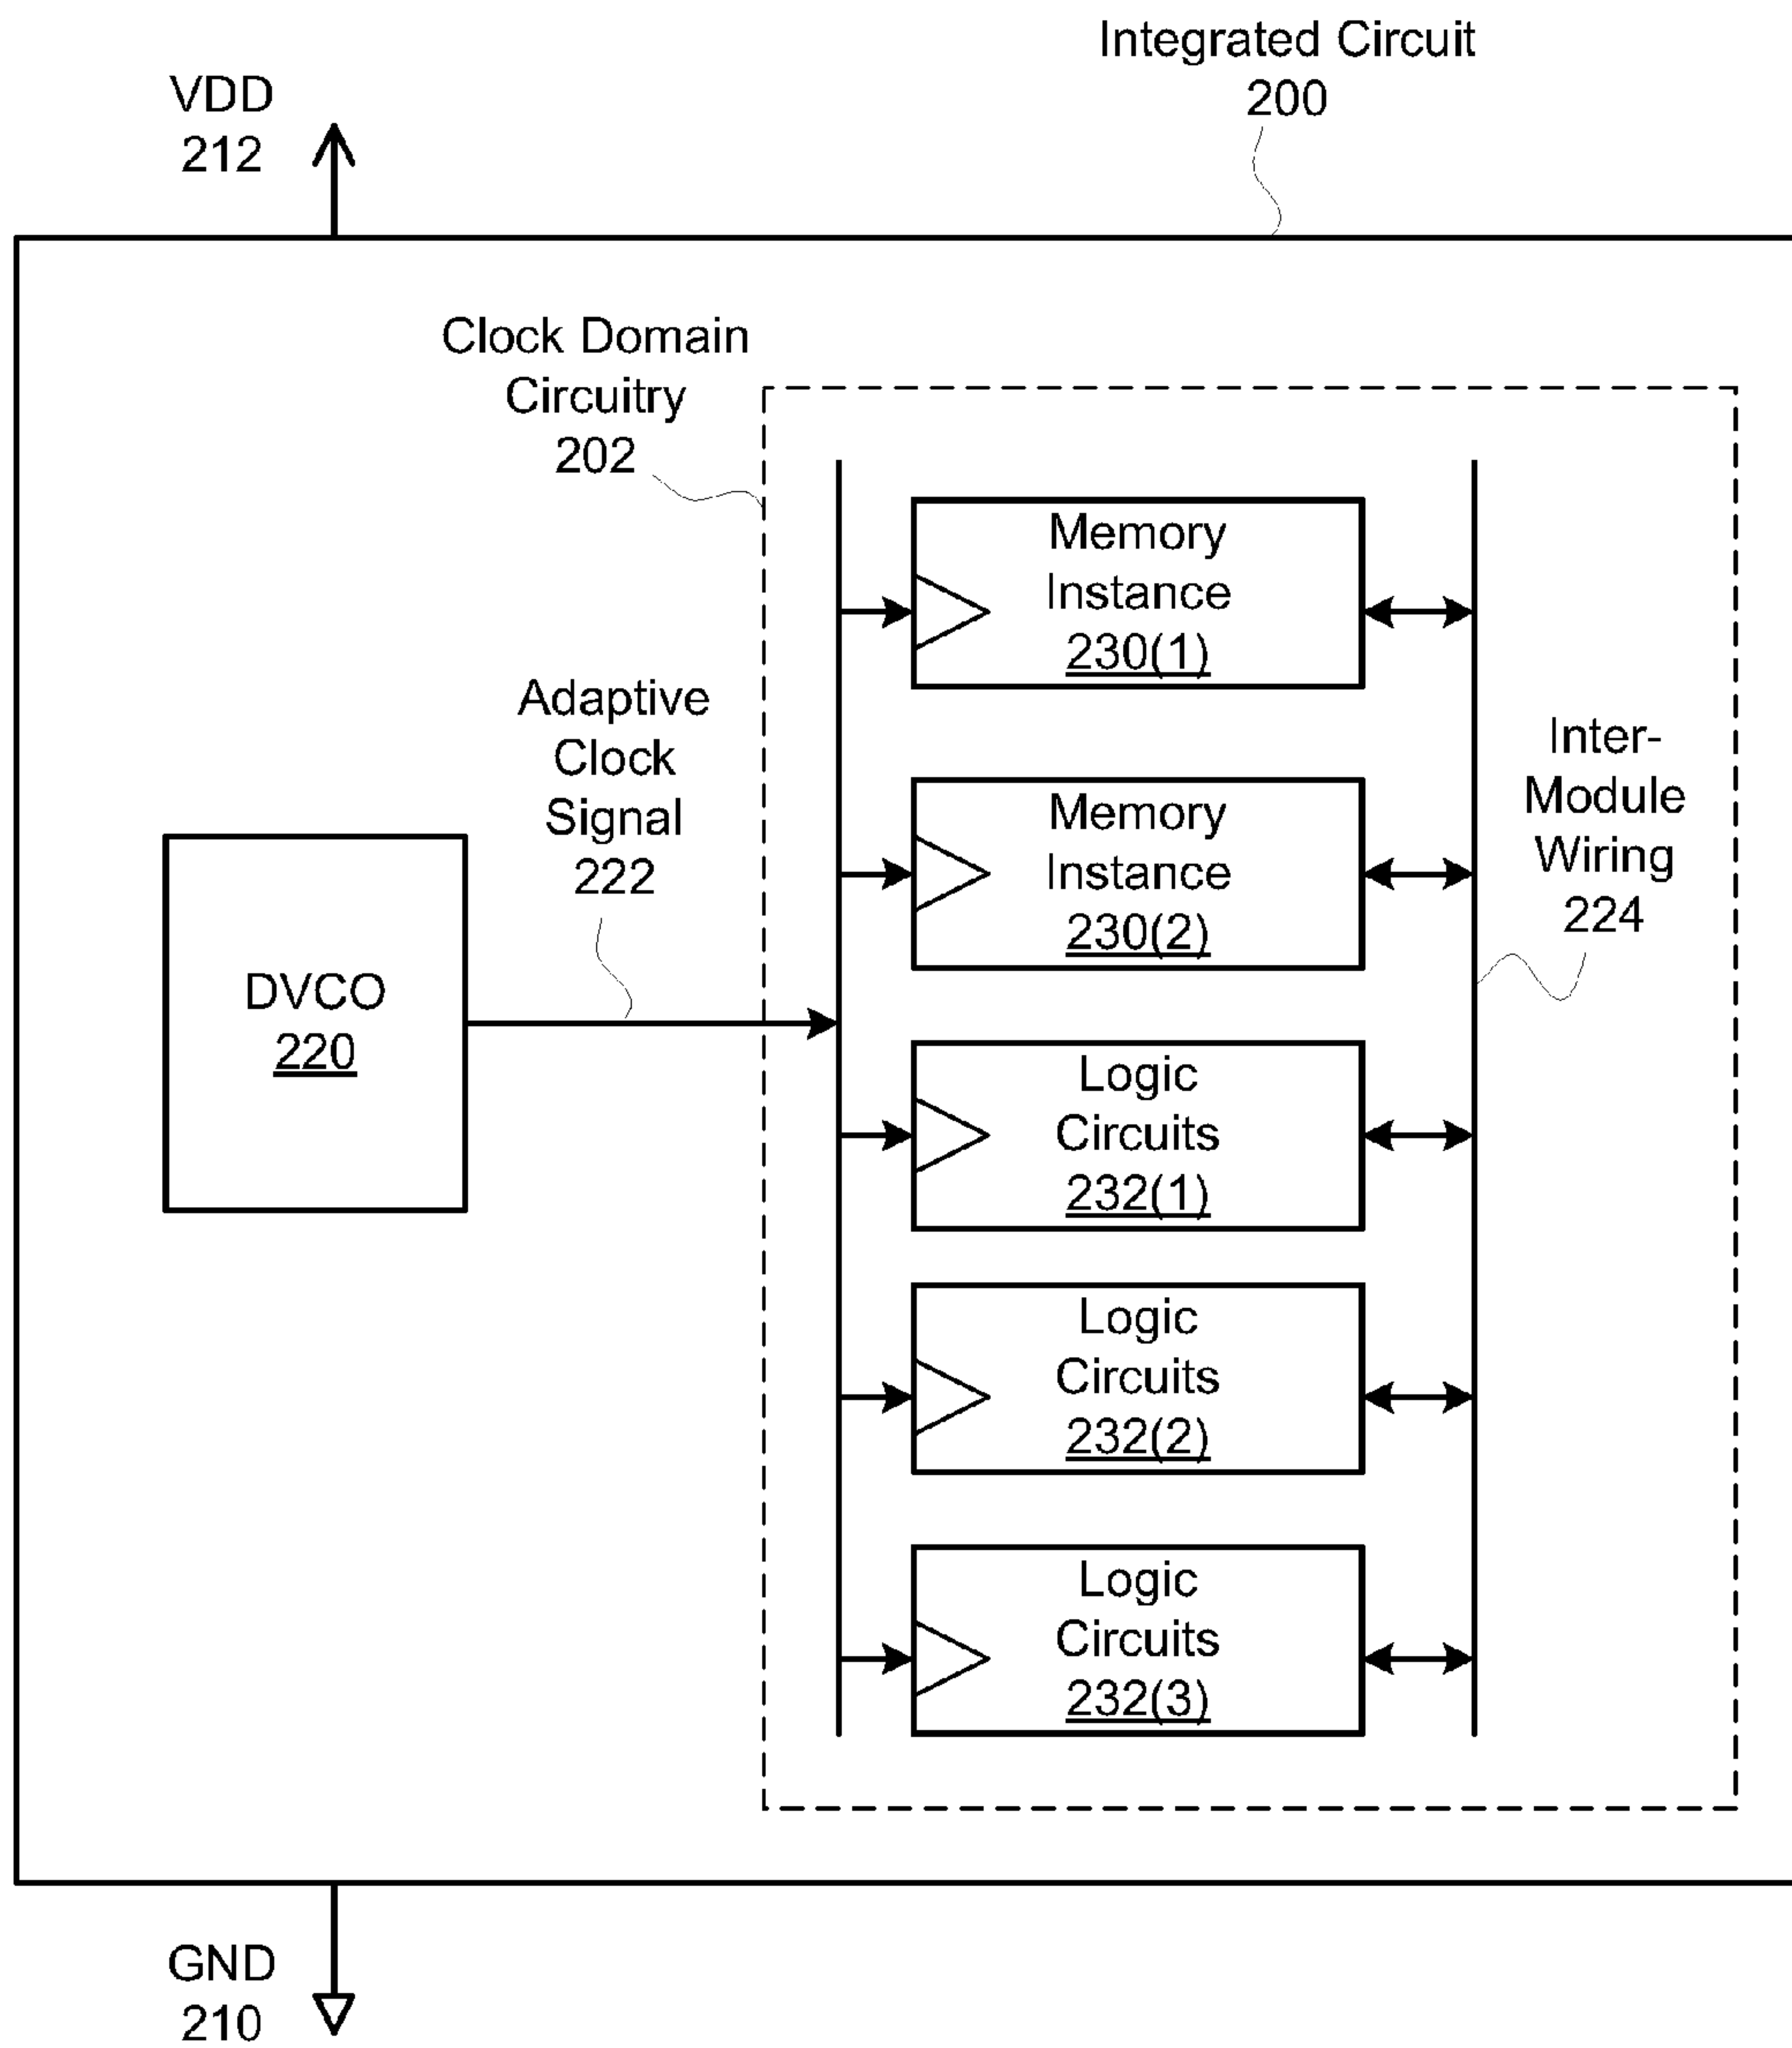 Integrated Circuit
200
VDD
212
Clock Domain
Circuitry
202
Memory
Instance
230(1)
Adaptive
Clock
Signal
222
Inter-
Module
Wiring
224
Memory
Instance
230(2)
DVCO
220
Logic
Circuits
232(1)
Logic
Circuits
232(2)
Logic
Circuits
232(3)
GND
210